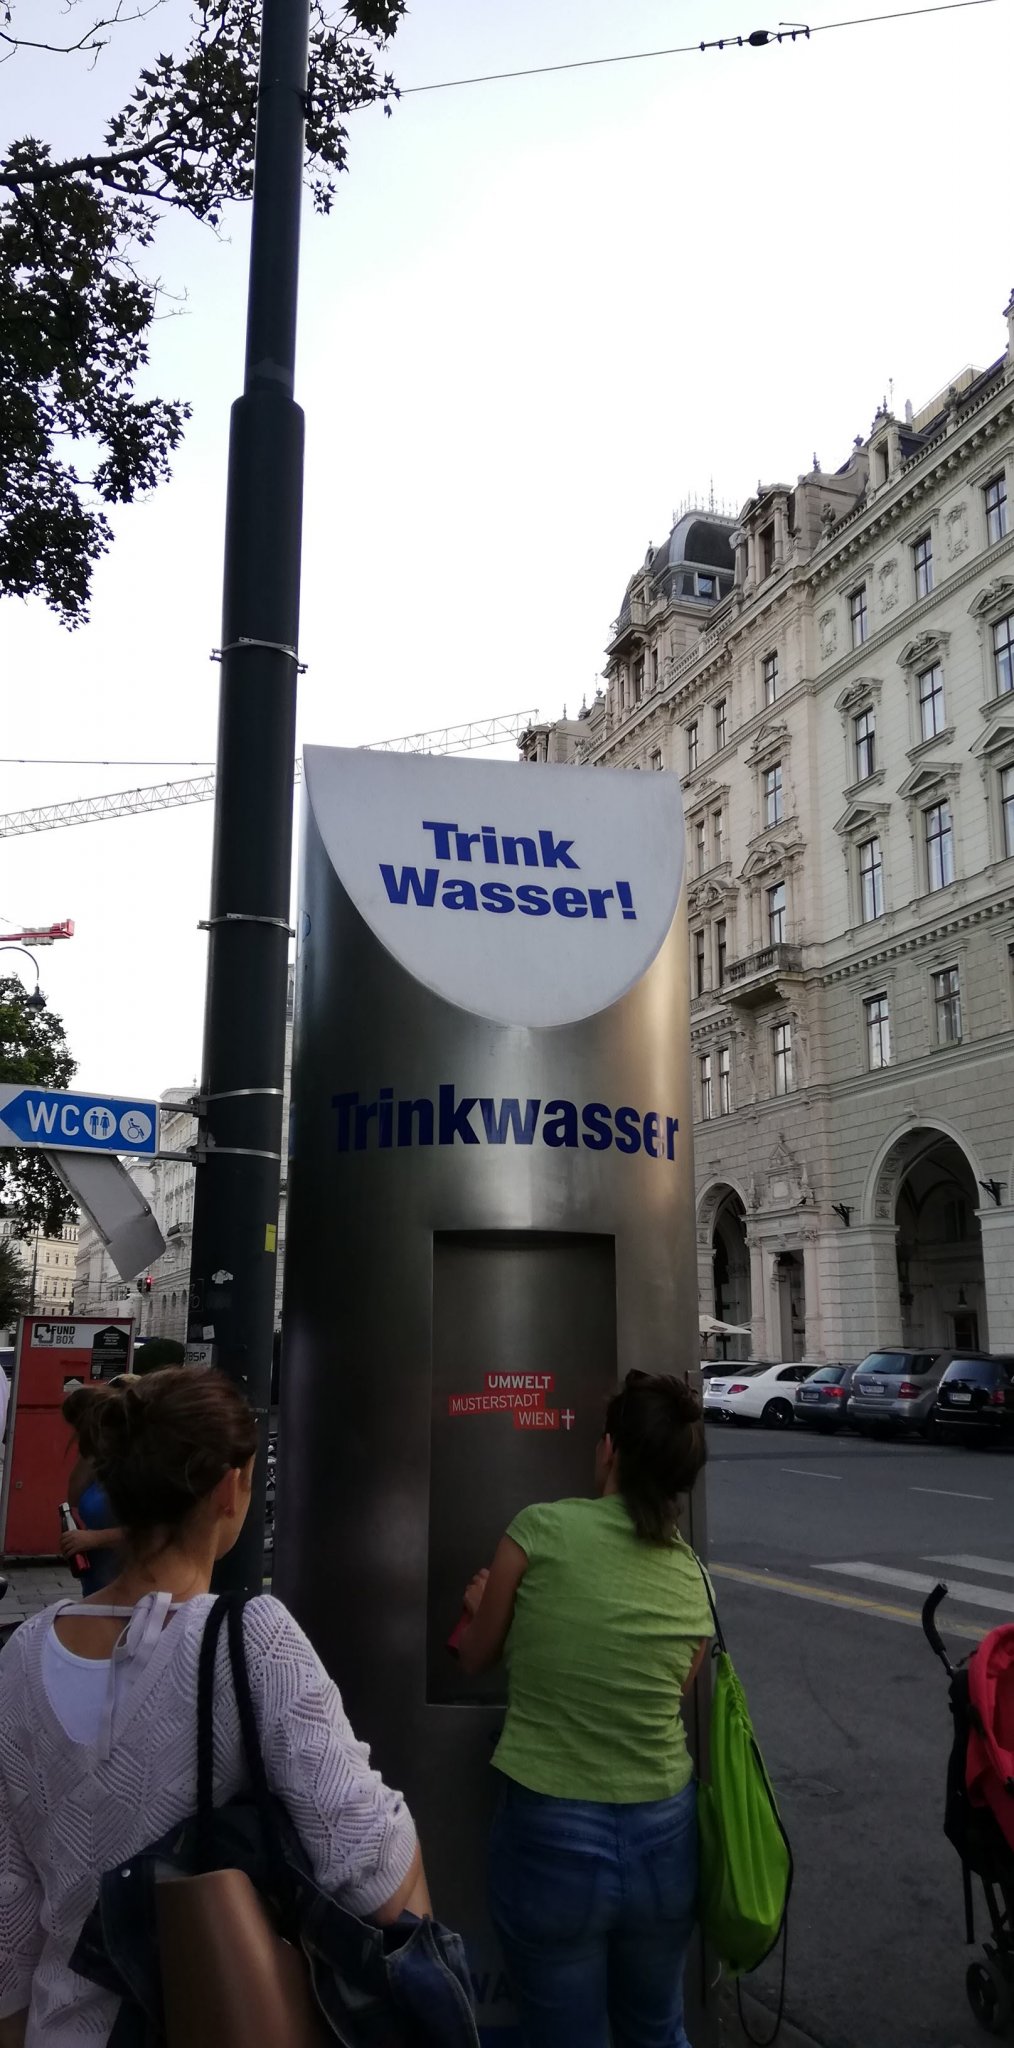 Trink
Wasser!
Trinkwasser
WC
FUND
BOX
UMWELT
MUSTERSTADT
WIEN